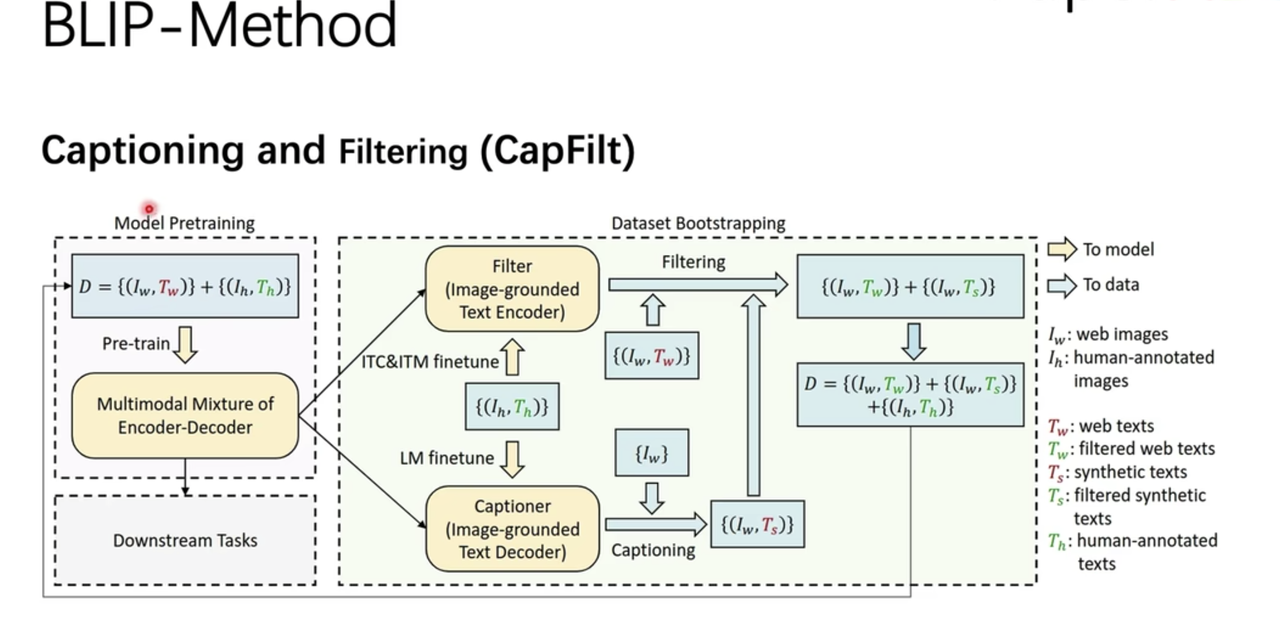 BLIP-Method
Captioning and Filtering (CapFilt)
Model Pretraining
D = {(I_w, T_w)} + {(I_h, T_h)}
Pre-train
Multimodal Mixture of
Encoder-Decoder
Downstream Tasks
Dataset Bootstrapping
Filter
(Image-grounded
Text Encoder)
ITC&ITM finetune
{(I_h, T_h)}
LM finetune
Captioner
(Image-grounded
Text Decoder)
Filtering
{(I_w, T_w)}
{I_w}
Captioning
{(I_w, T_s)}
{(I_w, T_w)} + {(I_w, T_s)}
D = {(I_w, T_w)} + {(I_w, T_s)}
+{(I_h, T_h)}
To model
To data
I_w: web images
I_h: human-annotated
images
T_w: web texts
T_w: filtered web texts
T_s: synthetic texts
T_s: filtered synthetic
texts
T_h: human-annotated
texts